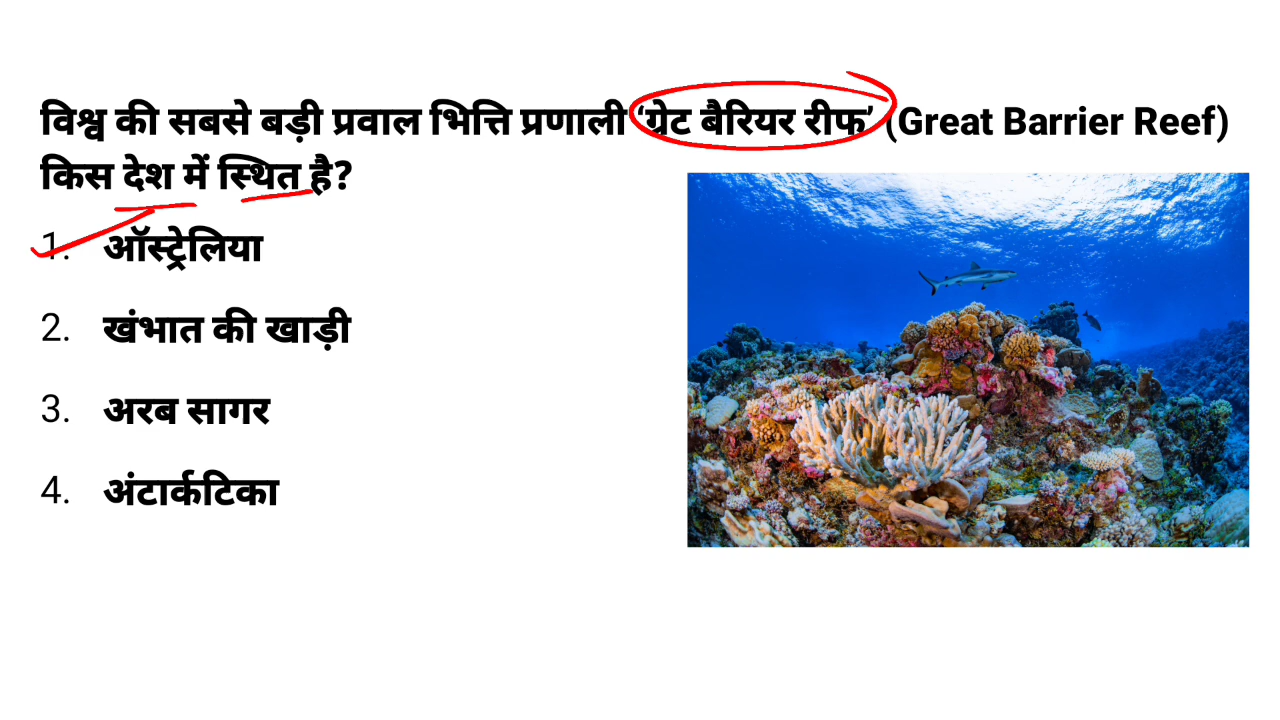 विश्व की सबसे बड़ी प्रवाल भित्ति प्रणाली ‘ग्रेट बैरियर रीफ’ (Great Barrier Reef)
किस देश में स्थित है?
1. ऑस्ट्रेलिया
2. खंभात की खाड़ी
3. अरब सागर
4. अंटार्कटिका